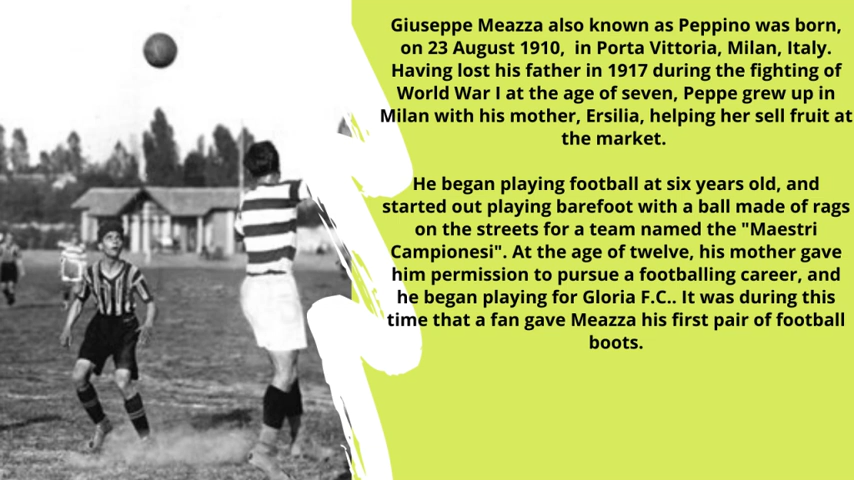 Giuseppe Meazza also known as Peppino was born,
on 23 August 1910, in Porta Vittoria, Milan, Italy.
Having lost his father in 1917 during the fighting of
World War I at the age of seven, Peppe grew up in
Milan with his mother, Ersilia, helping her sell fruit at
the market.
He began playing football at six years old, and
started out playing barefoot with a ball made of rags
on the streets for a team named the "Maestri
Campionesi". At the age of twelve, his mother gave
him permission to pursue a footballing career, and
he began playing for Gloria F.C.. It was during this
time that a fan gave Meazza his first pair of football
boots.